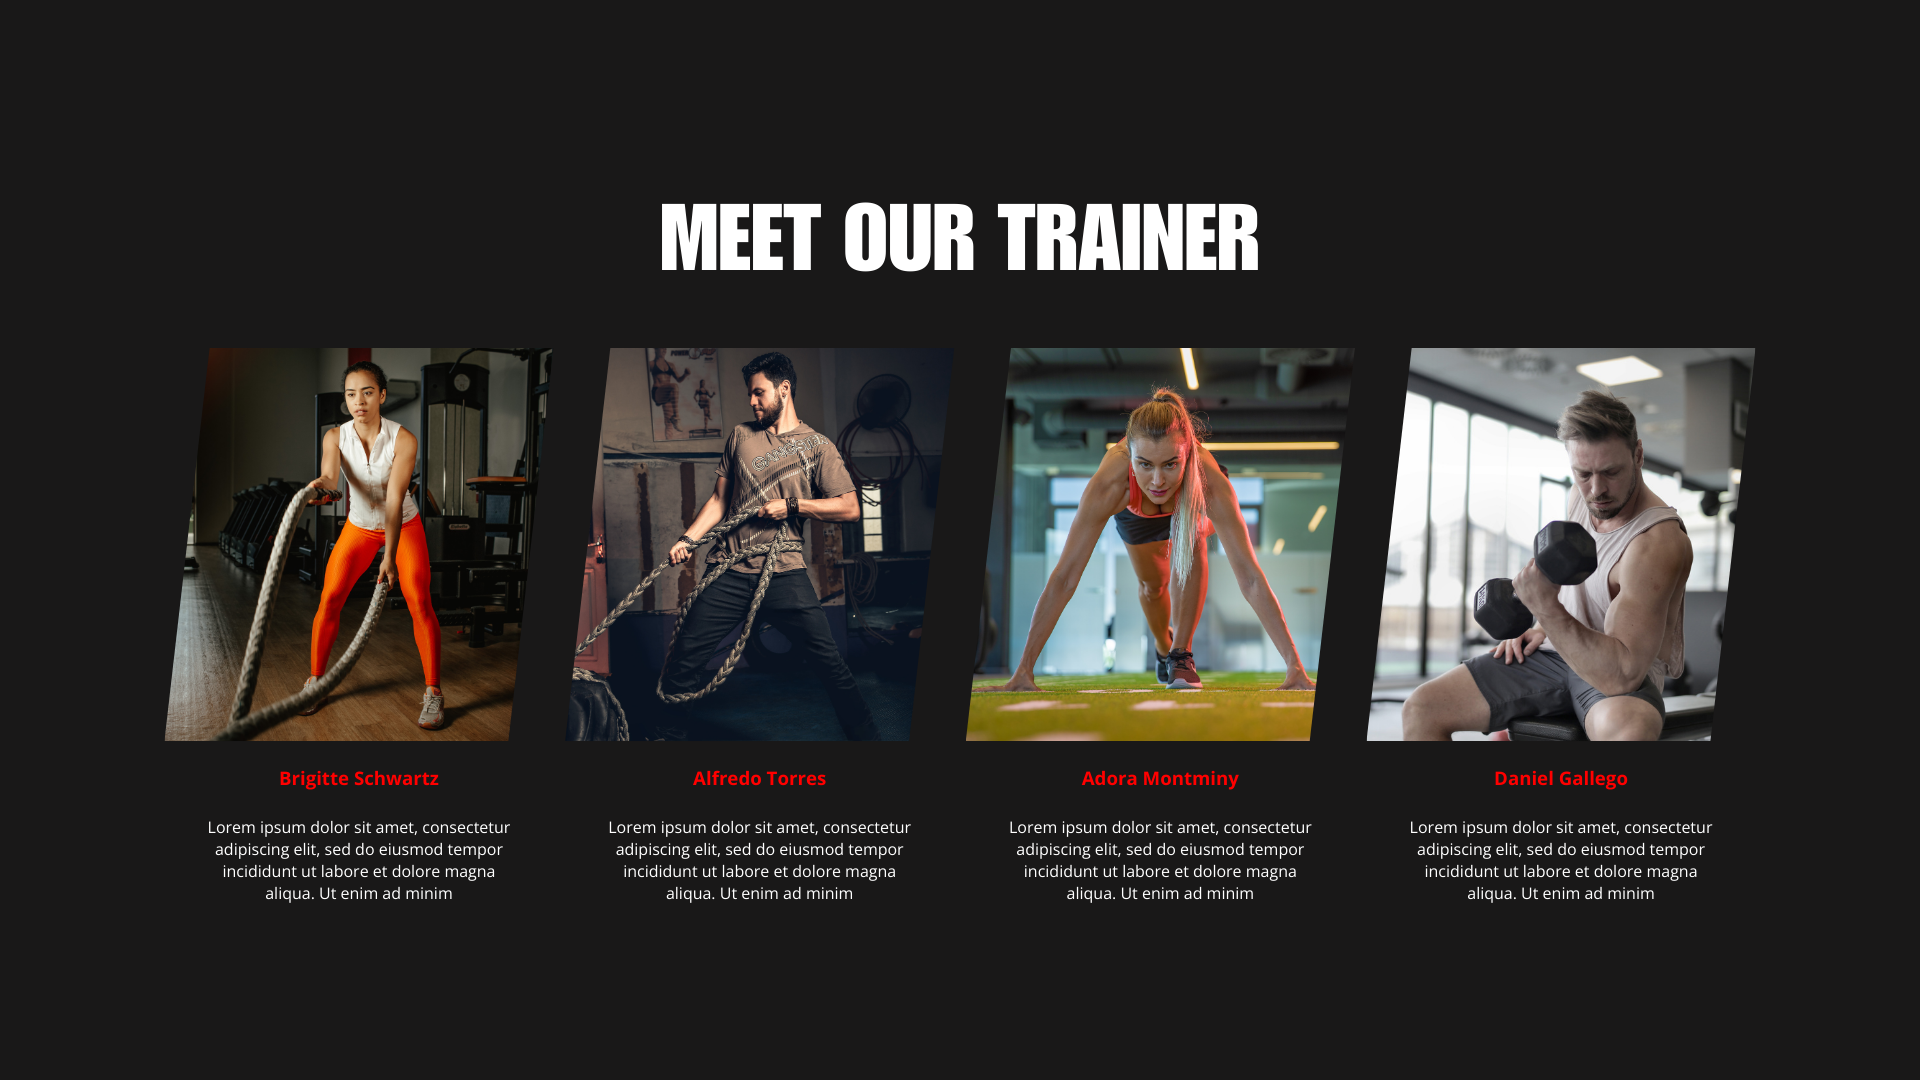 MEET OUR TRAINER
Brigitte Schwartz
Lorem ipsum dolor sit amet, consectetur
adipiscing elit, sed do eiusmod tempor
incididunt ut labore et dolore magna
aliqua. Ut enim ad minim
Alfredo Torres
Lorem ipsum dolor sit amet, consectetur
adipiscing elit, sed do eiusmod tempor
incididunt ut labore et dolore magna
aliqua. Ut enim ad minim
Adora Montminy
Lorem ipsum dolor sit amet, consectetur
adipiscing elit, sed do eiusmod tempor
incididunt ut labore et dolore magna
aliqua. Ut enim ad minim
Daniel Gallego
Lorem ipsum dolor sit amet, consectetur
adipiscing elit, sed do eiusmod tempor
incididunt ut labore et dolore magna
aliqua. Ut enim ad minim